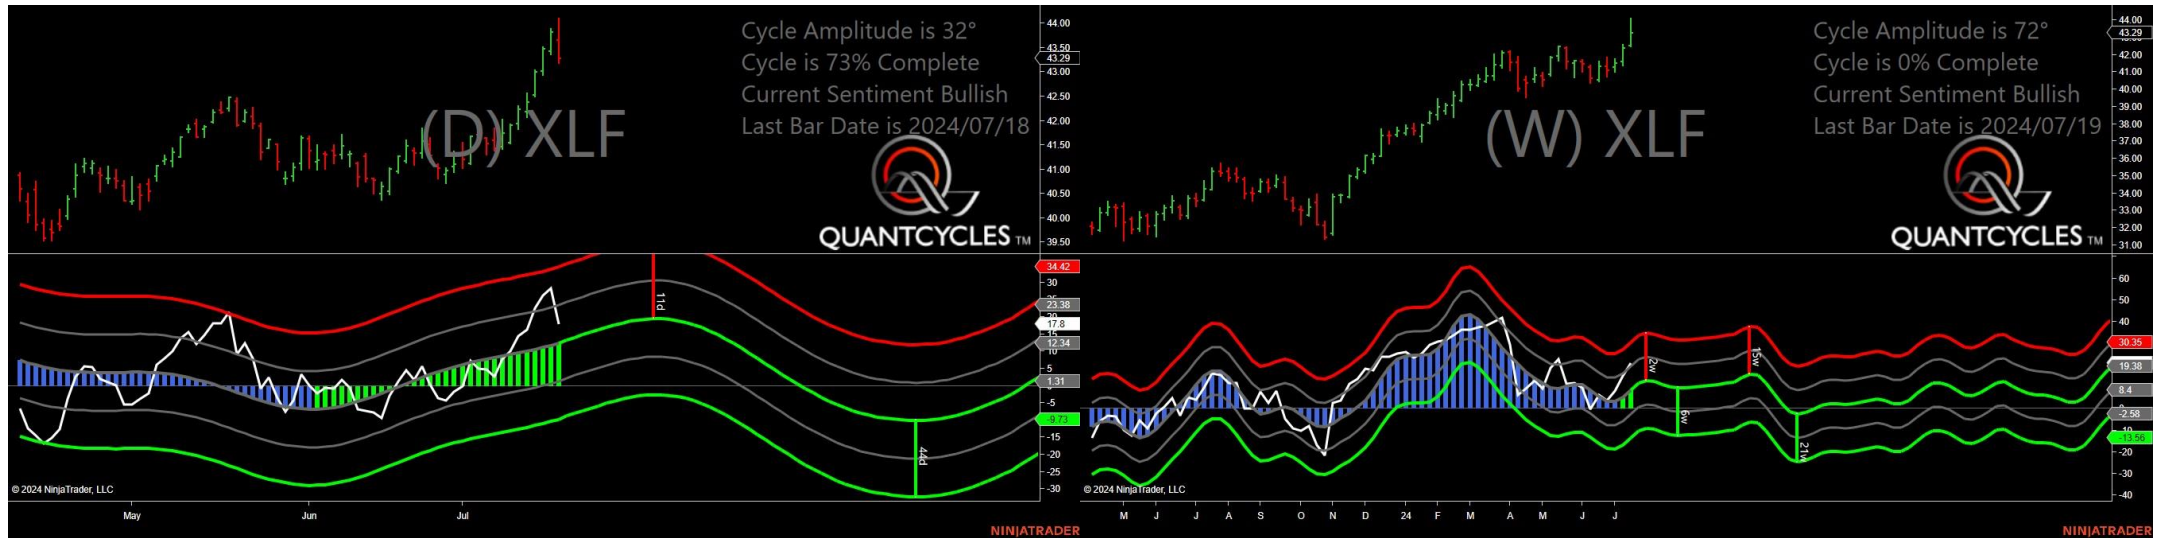 Cycle Amplitude is 32°
Cycle is 73% Complete
Current Sentiment Bullish
Last Bar Date is 2024/07/18
(D) XLF
QUANTCYCLES TM
44.00
43.50
43.29
43.00
42.50
42.00
41.50
41.00
40.50
40.00
39.50
34.42
30
23.38
17.8
15
12.34
10
5
1.31
-5
-9.73
-15
-20
-25
-30
11d
44d
© 2024 NinjaTrader, LLC
May
Jun
Jul
NINJATRADER
Cycle Amplitude is 72°
Cycle is 0% Complete
Current Sentiment Bullish
Last Bar Date is 2024/07/19
(W) XLF
QUANTCYCLES TM
44.00
43.29
42.00
41.00
40.00
39.00
38.00
37.00
36.00
35.00
34.00
33.00
32.00
31.00
60
50
40
30.35
19.38
8.4
-2.58
-13.56
-20
-30
-40
2w
6w
15w
21w
© 2024 NinjaTrader, LLC
M J J A S O N D 24 F M A M J J
NINJATRADER